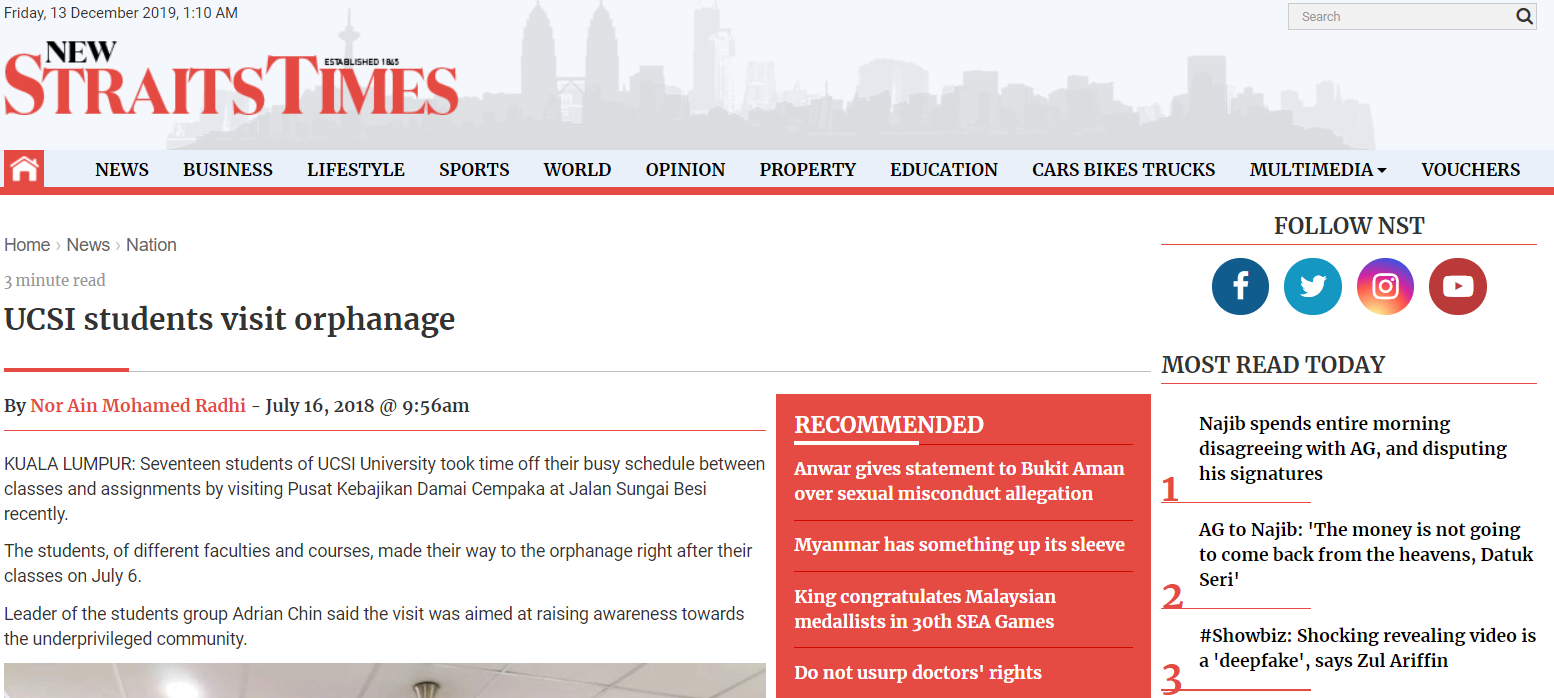 Friday, 13 December 2019, 1:10 AM
Search
NEW
ESTABLISHED 1845
STRAITS TIMES
NEWS BUSINESS LIFESTYLE SPORTS WORLD OPINION PROPERTY EDUCATION CARS BIKES TRUCKS MULTIMEDIA VOUCHERS
Home › News › Nation
3 minute read
UCSI students visit orphanage
By Nor Ain Mohamed Radhi - July 16, 2018 @ 9:56am
KUALA LUMPUR: Seventeen students of UCSI University took time off their busy schedule between
classes and assignments by visiting Pusat Kebajikan Damai Cempaka at Jalan Sungai Besi
recently.
The students, of different faculties and courses, made their way to the orphanage right after their
classes on July 6.
Leader of the students group Adrian Chin said the visit was aimed at raising awareness towards
the underprivileged community.
RECOMMENDED
Anwar gives statement to Bukit Aman
over sexual misconduct allegation
Myanmar has something up its sleeve
King congratulates Malaysian
medallists in 30th SEA Games
Do not usurp doctors' rights
FOLLOW NST
MOST READ TODAY
1
Najib spends entire morning
disagreeing with AG, and disputing
his signatures
2
AG to Najib: 'The money is not going
to come back from the heavens, Datuk
Seri'
3
#Showbiz: Shocking revealing video is
a 'deepfake', says Zul Ariffin